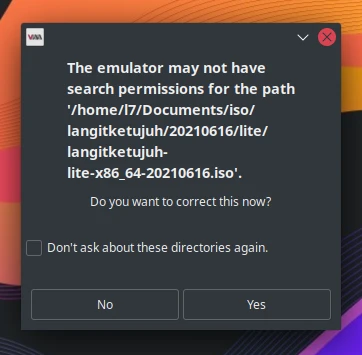 The emulator may not have
search permissions for the path
'/home/l7/Documents/iso/
langitketujuh/20210616/lite/
langitketujuh-
lite-x86_64-20210616.iso'.
Do you want to correct this now?
Don't ask about these directories again.
No Yes